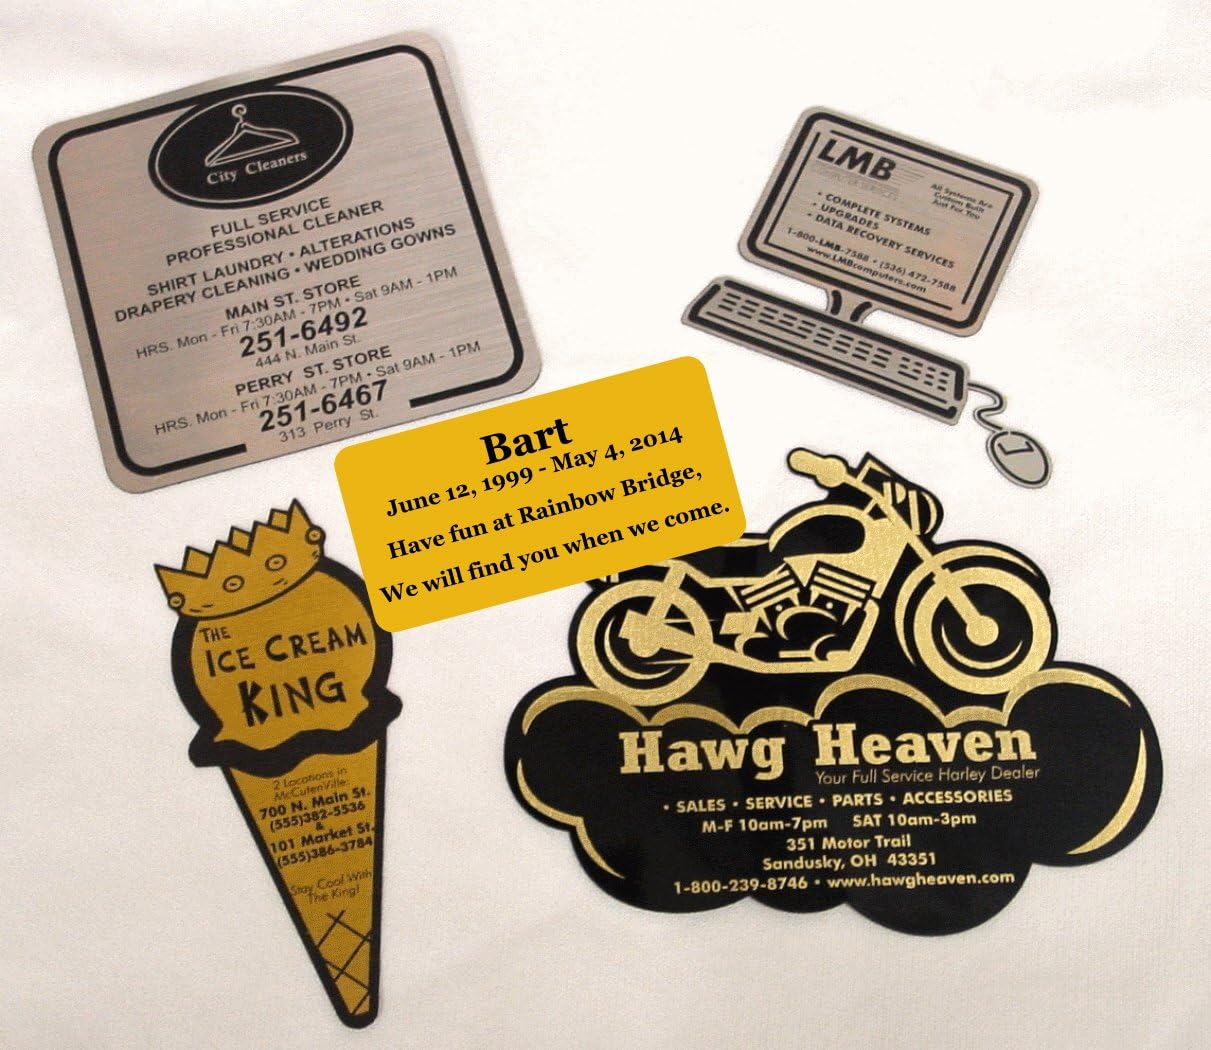 City Cleaners
FULL SERVICE
PROFESSIONAL CLEANER
SHIRT LAUNDRY • ALTERATIONS
DRAPERY CLEANING • WEDDING GOWNS
MAIN ST. STORE
HRS. Mon - Fri 7:30AM - 7PM • Sat 9AM - 1PM
251-6492
444 N. Main St.
PERRY ST. STORE
HRS. Mon - Fri 7:30AM - 7PM • Sat 9AM - 1PM
251-6467
313 Perry St.
LMB
COMPUTER SERVICES
All Systems Are
Custom Built
Just For You
• COMPLETE SYSTEMS
• UPGRADES
• DATA RECOVERY SERVICES
1-800-LMB-7588 • (536) 472-7588
www.LMBcomputers.com
Bart
June 12, 1999 - May 4, 2014
Have fun at Rainbow Bridge,
We will find you when we come.
THE
ICE CREAM
KING
2 Locations in
McCutenVille:
700 N. Main St.
(555)382-5536
&
101 Market St.
(555)386-3784
Stay Cool With
The King!
Hawg Heaven
Your Full Service Harley Dealer
• SALES • SERVICE • PARTS • ACCESSORIES
M-F 10am-7pm SAT 10am-3pm
351 Motor Trail
Sandusky, OH 43351
1-800-239-8746 • www.hawgheaven.com